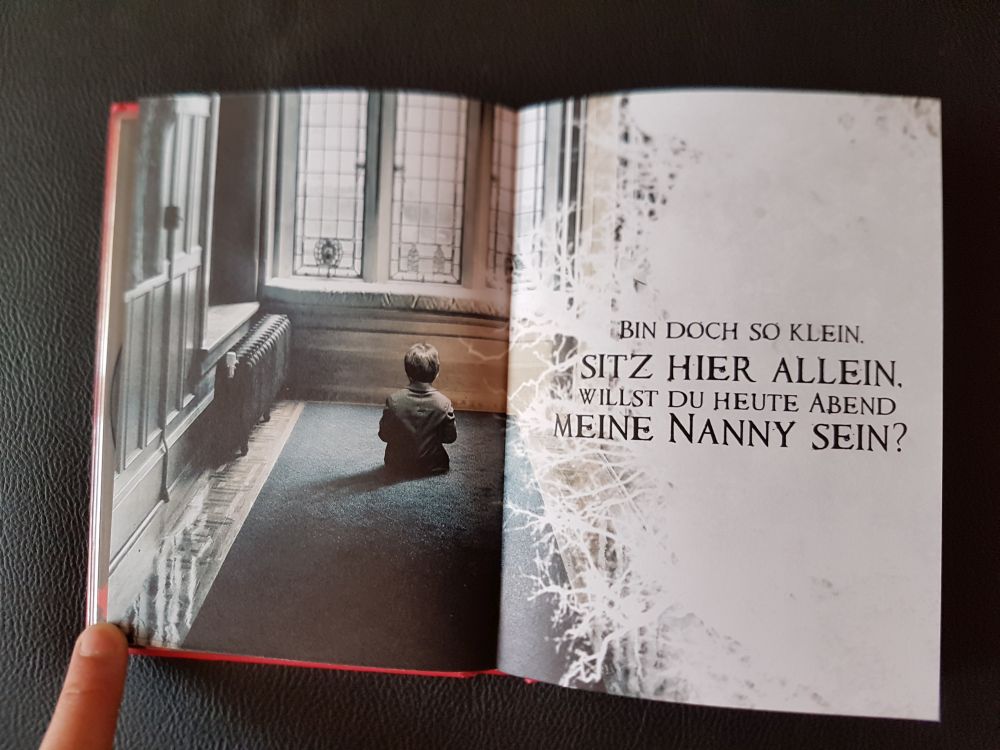 Bin doch so klein,
sitz hier allein,
willst du heute Abend
meine Nanny sein?